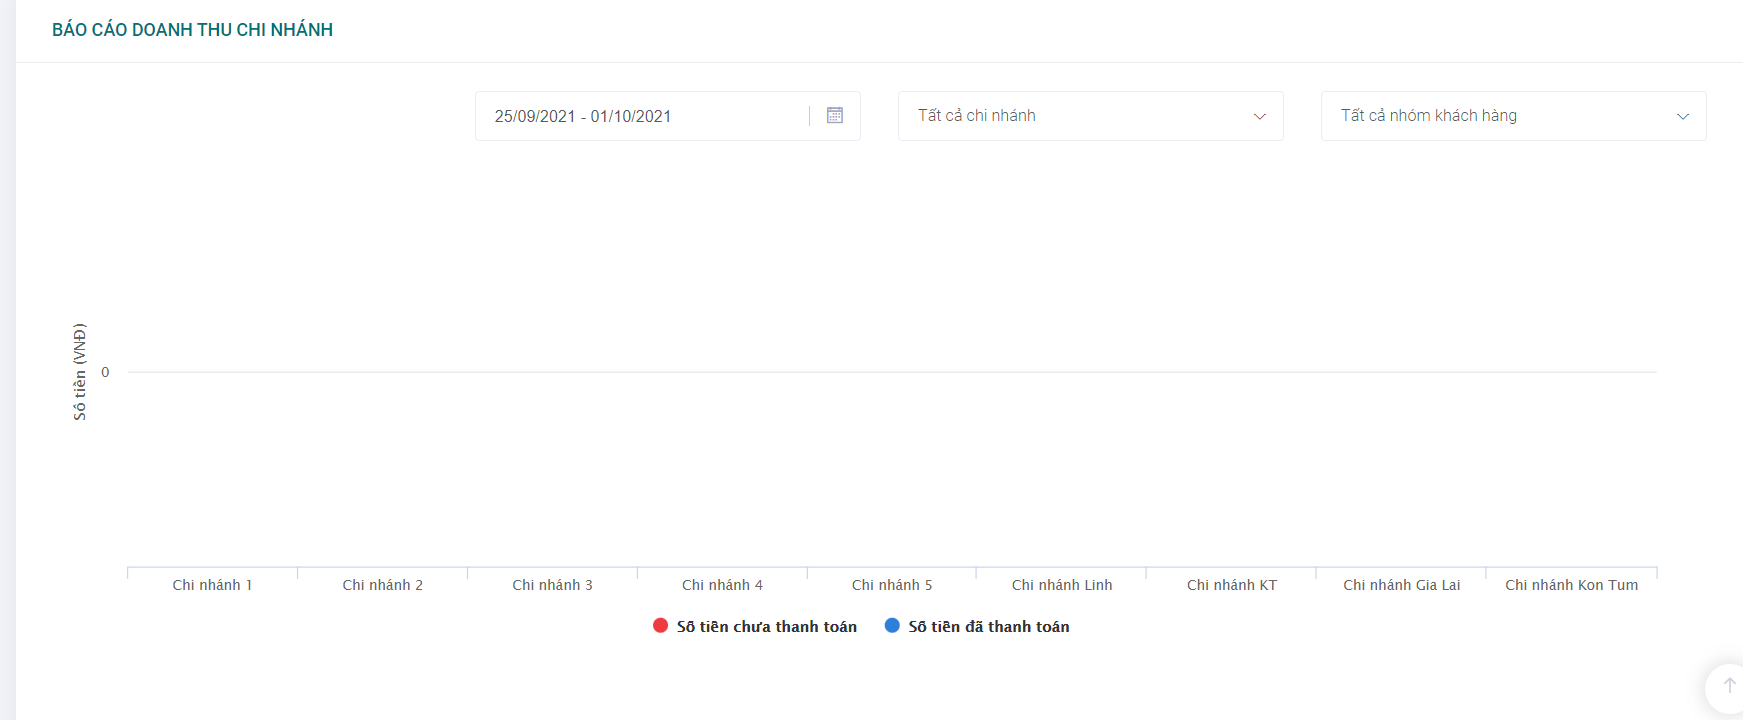 BÁO CÁO DOANH THU CHI NHÁNH
25/09/2021 - 01/10/2021
Tất cả chi nhánh
Tất cả nhóm khách hàng
Số tiền (VNĐ)
0
Chi nhánh 1
Chi nhánh 2
Chi nhánh 3
Chi nhánh 4
Chi nhánh 5
Chi nhánh Linh
Chi nhánh KT
Chi nhánh Gia Lai
Chi nhánh Kon Tum
Số tiền chưa thanh toán
Số tiền đã thanh toán